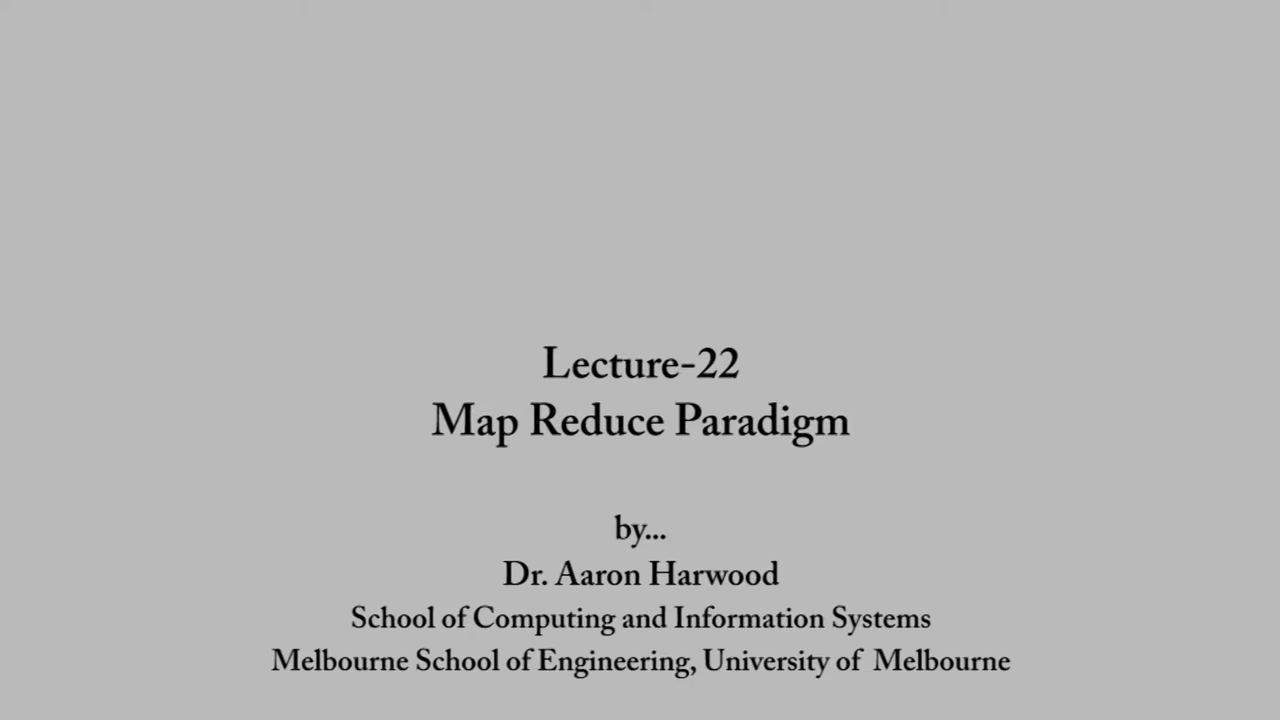 Lecture-22
Map Reduce Paradigm
by...
Dr. Aaron Harwood
School of Computing and Information Systems
Melbourne School of Engineering, University of Melbourne